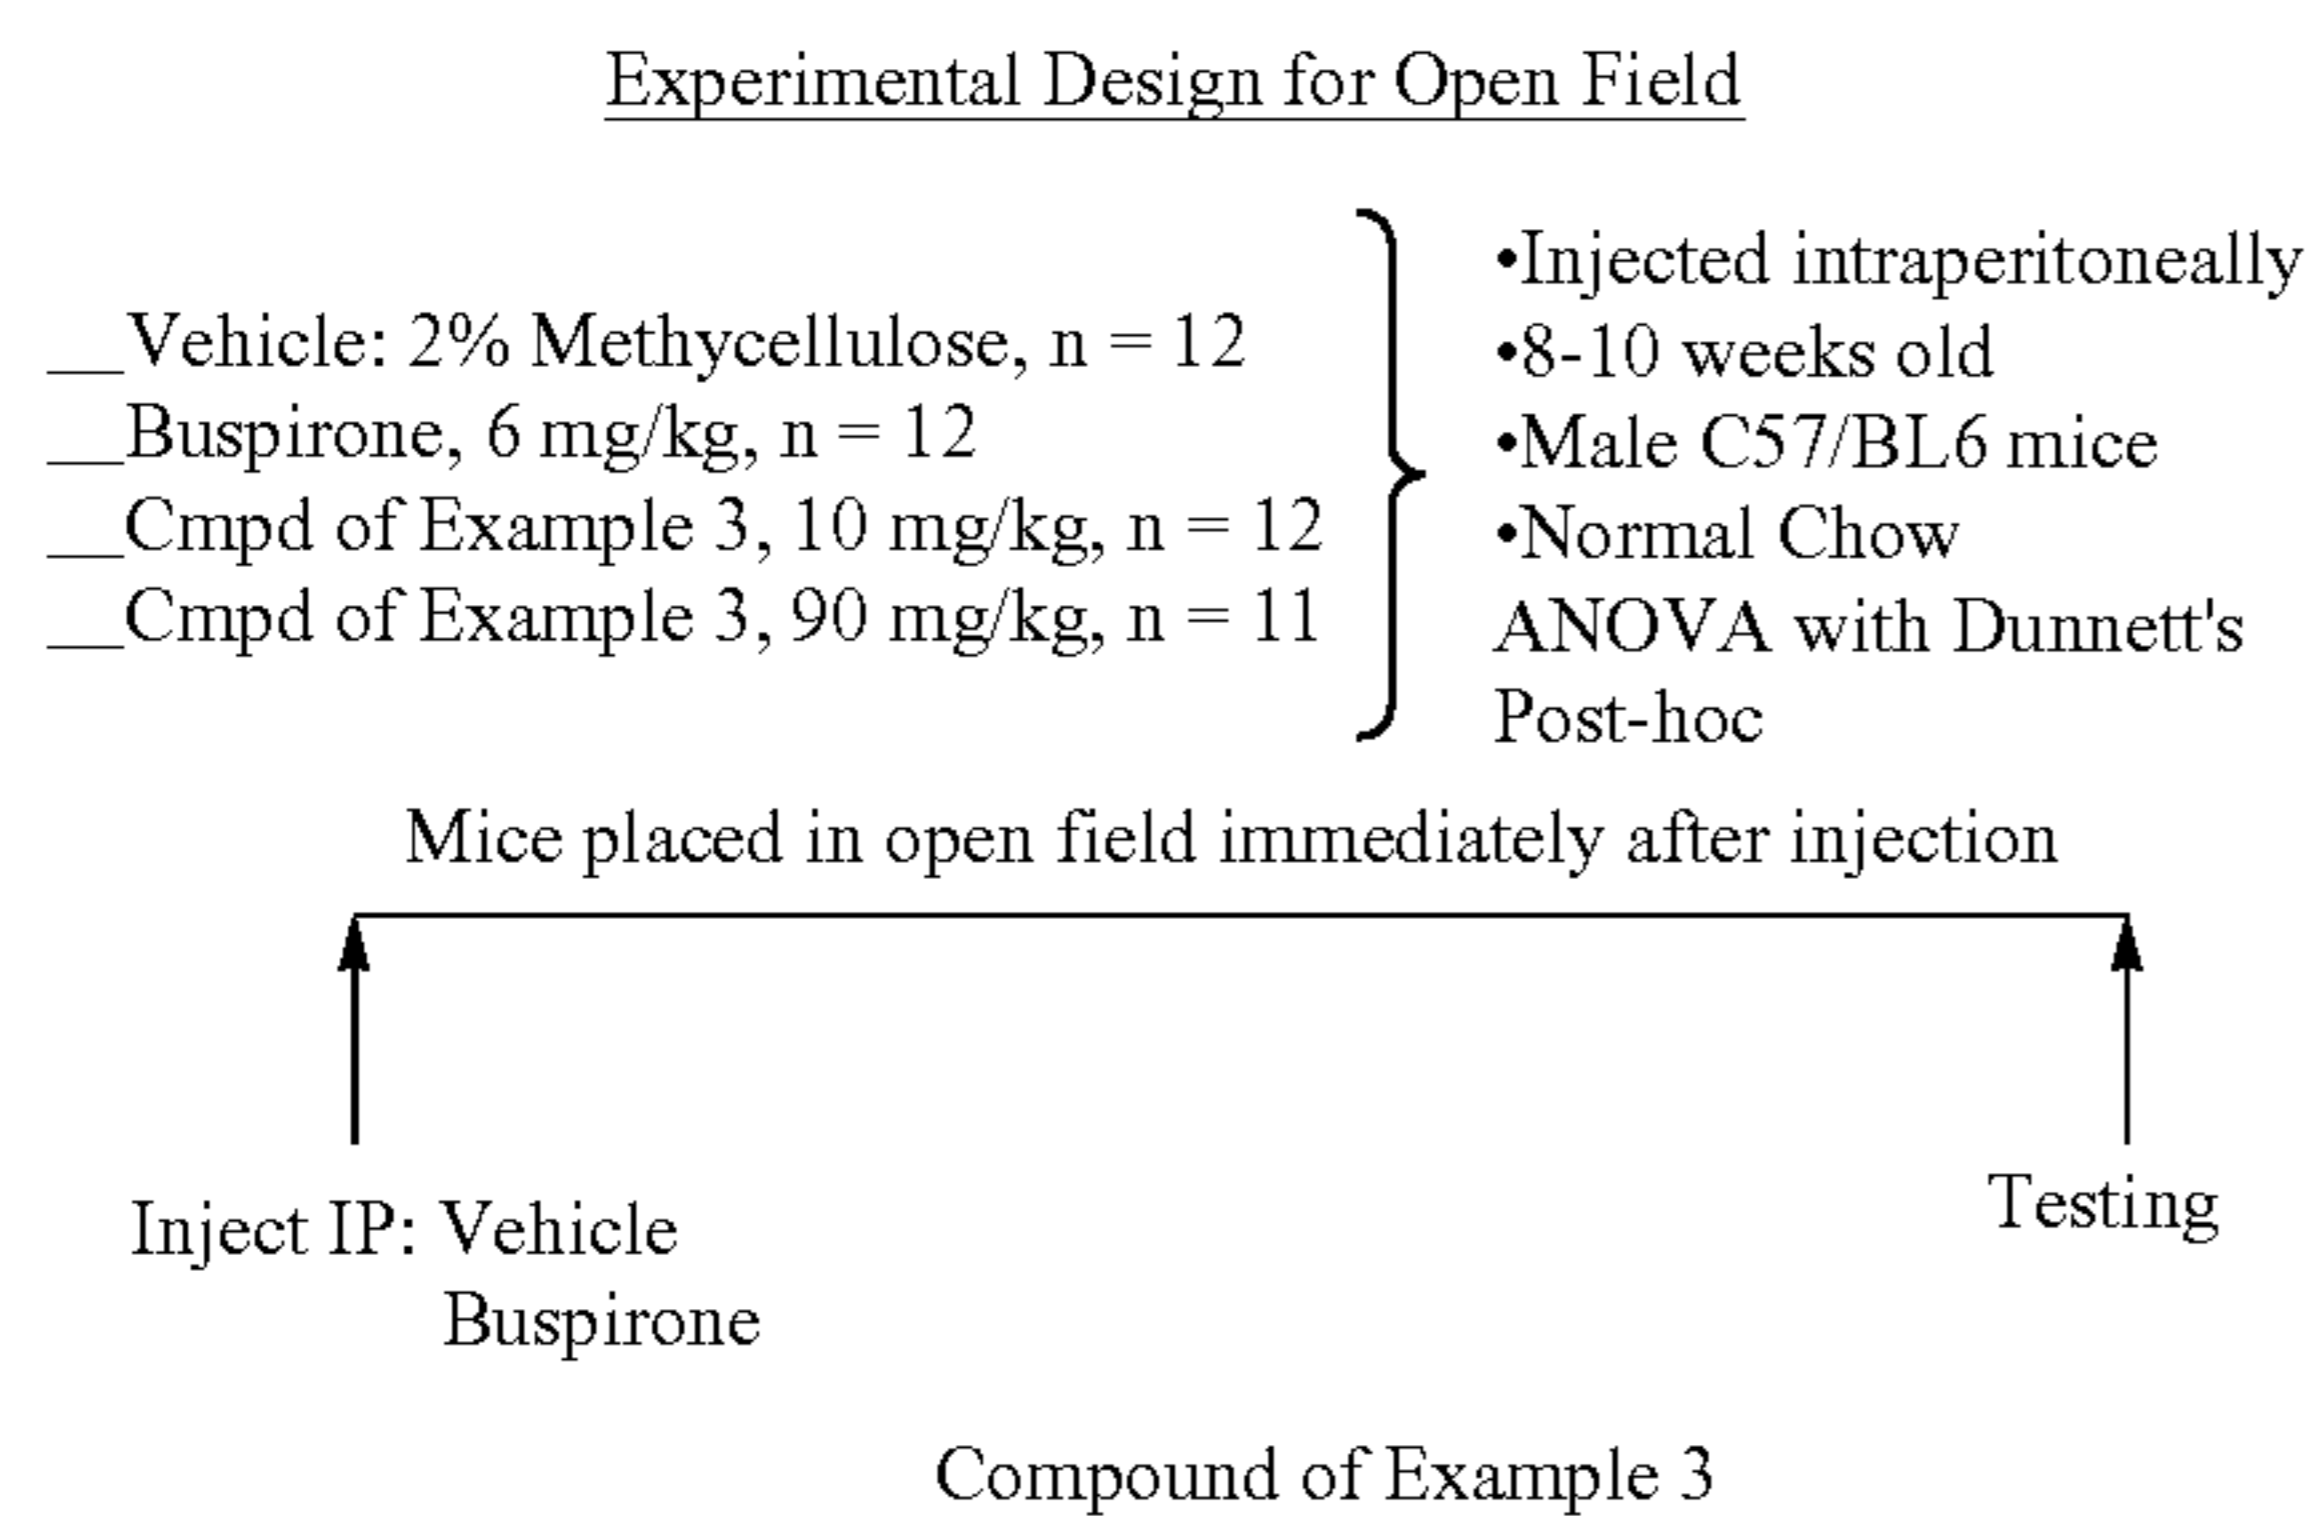 Experimental Design for Open Field
__Vehicle: 2% Methycellulose, n = 12
__Buspirone, 6 mg/kg, n = 12
__Cmpd of Example 3, 10 mg/kg, n = 12
__Cmpd of Example 3, 90 mg/kg, n = 11
•Injected intraperitoneally
•8-10 weeks old
•Male C57/BL6 mice
•Normal Chow
ANOVA with Dunnett's
Post-hoc
Mice placed in open field immediately after injection
Inject IP: Vehicle
Buspirone
Testing
Compound of Example 3